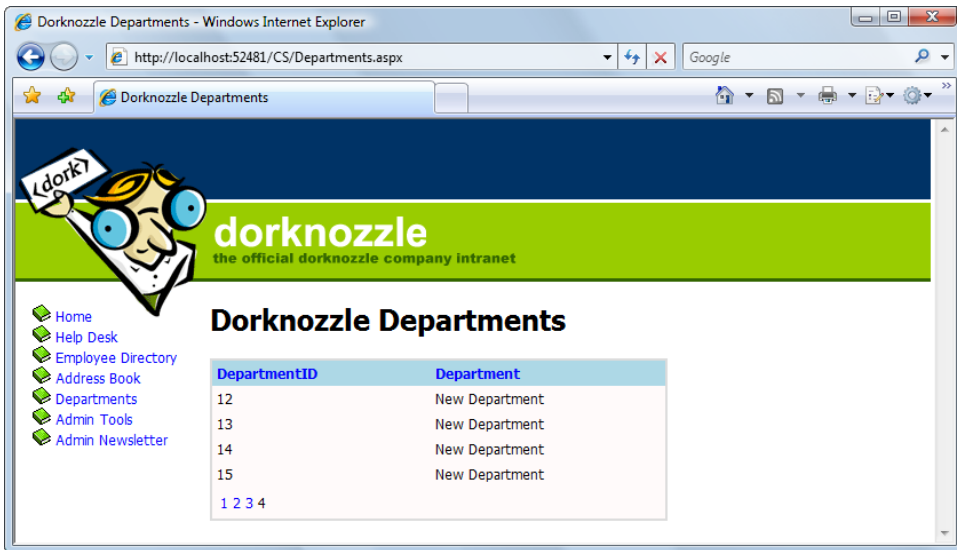 Dorknozzle Departments - Windows Internet Explorer
http://localhost:52481/CS/Departments.aspx
Google
Dorknozzle Departments
<dork>
dorknozzle
the official dorknozzle company intranet
Home
Help Desk
Employee Directory
Address Book
Departments
Admin Tools
Admin Newsletter
Dorknozzle Departments
DepartmentID Department
12 New Department
13 New Department
14 New Department
15 New Department
1 2 3 4